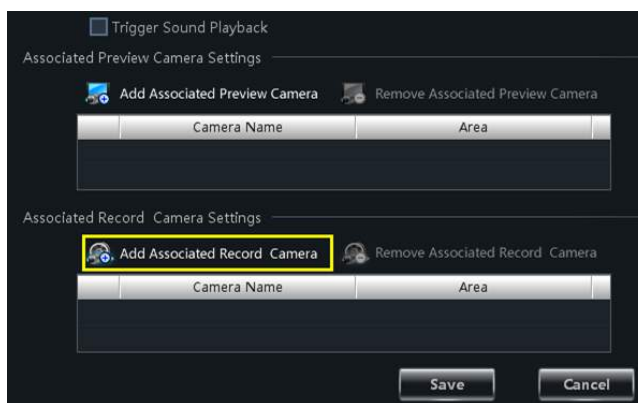 Trigger Sound Playback
Associated Preview Camera Settings
Add Associated Preview Camera Remove Associated Preview Camera
Camera Name Area
Associated Record Camera Settings
Add Associated Record Camera Remove Associated Record Camera
Camera Name Area
Save Cancel